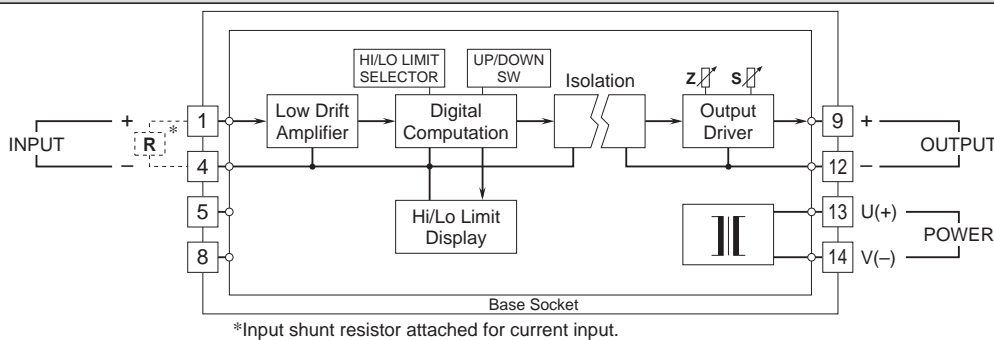 HI/LO LIMIT
SELECTOR
UP/DOWN
SW
Isolation
Z
S
INPUT
+
R
*
–
1
4
5
8
Low Drift
Amplifier
Digital
Computation
Output
Driver
Hi/Lo Limit
Display
9
+
12
–
OUTPUT
13
U(+)
14
V(–)
POWER
Base Socket
*Input shunt resistor attached for current input.